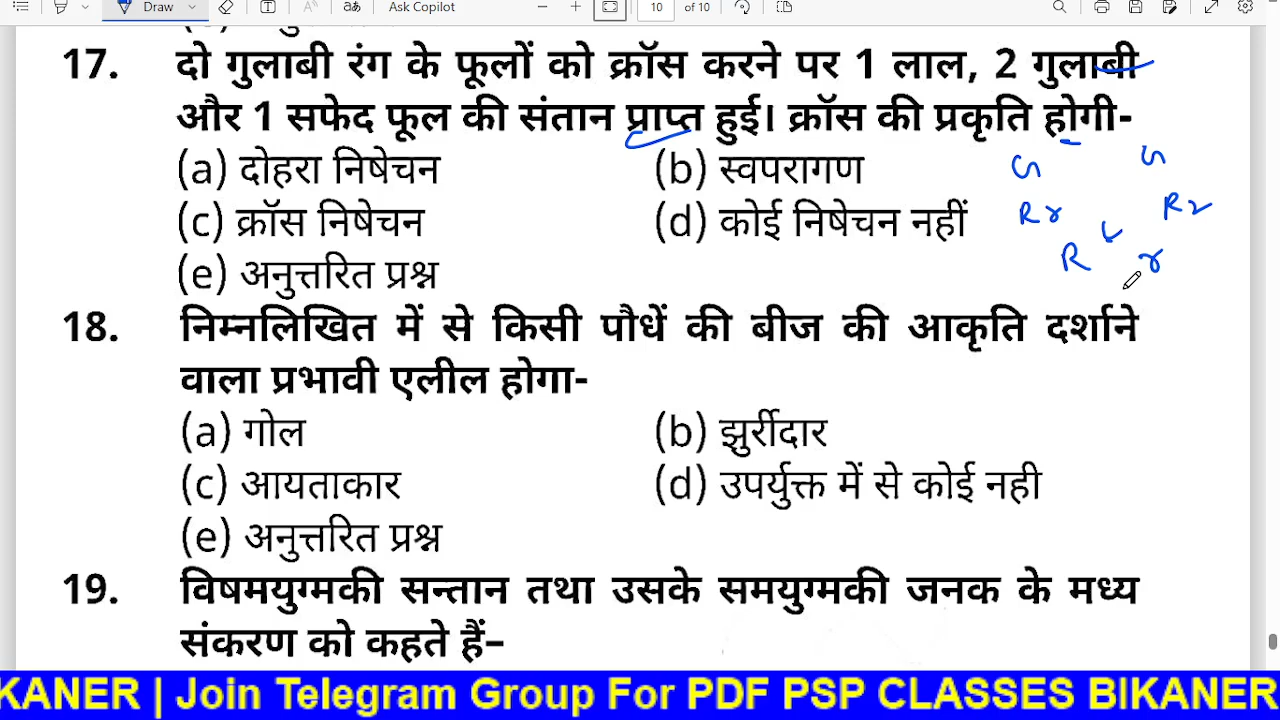 Draw
Ask Copilot
10 of 10
17. दो गुलाबी रंग के फूलों को क्रॉस करने पर 1 लाल, 2 गुलाबी
और 1 सफेद फूल की संतान प्राप्त हुई। क्रॉस की प्रकृति होगी-
(a) दोहरा निषेचन (b) स्वपरागण
(c) क्रॉस निषेचन (d) कोई निषेचन नहीं
Rr
R r
(e) अनुत्तरित प्रश्न
18. निम्नलिखित में से किसी पौधें की बीज की आकृति दर्शाने
वाला प्रभावी एलील होगा-
(a) गोल (b) झुर्रीदार
(c) आयताकार (d) उपर्युक्त में से कोई नही
(e) अनुत्तरित प्रश्न
19. विषमयुग्मकी सन्तान तथा उसके समयुग्मकी जनक के मध्य
संकरण को कहते हैं–
KANER | Join Telegram Group For PDF PSP CLASSES BIKANER